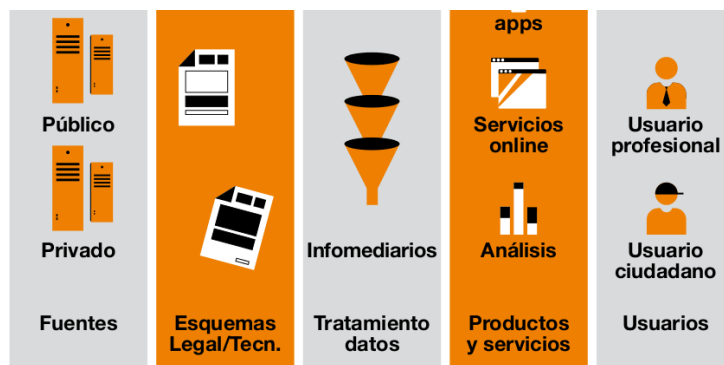 Público
Privado
Fuentes
Esquemas
Legal/Tecn.
Infomediarios
Tratamiento
datos
apps
Servicios
online
Análisis
Productos
y servicios
Usuario
profesional
Usuario
ciudadano
Usuarios